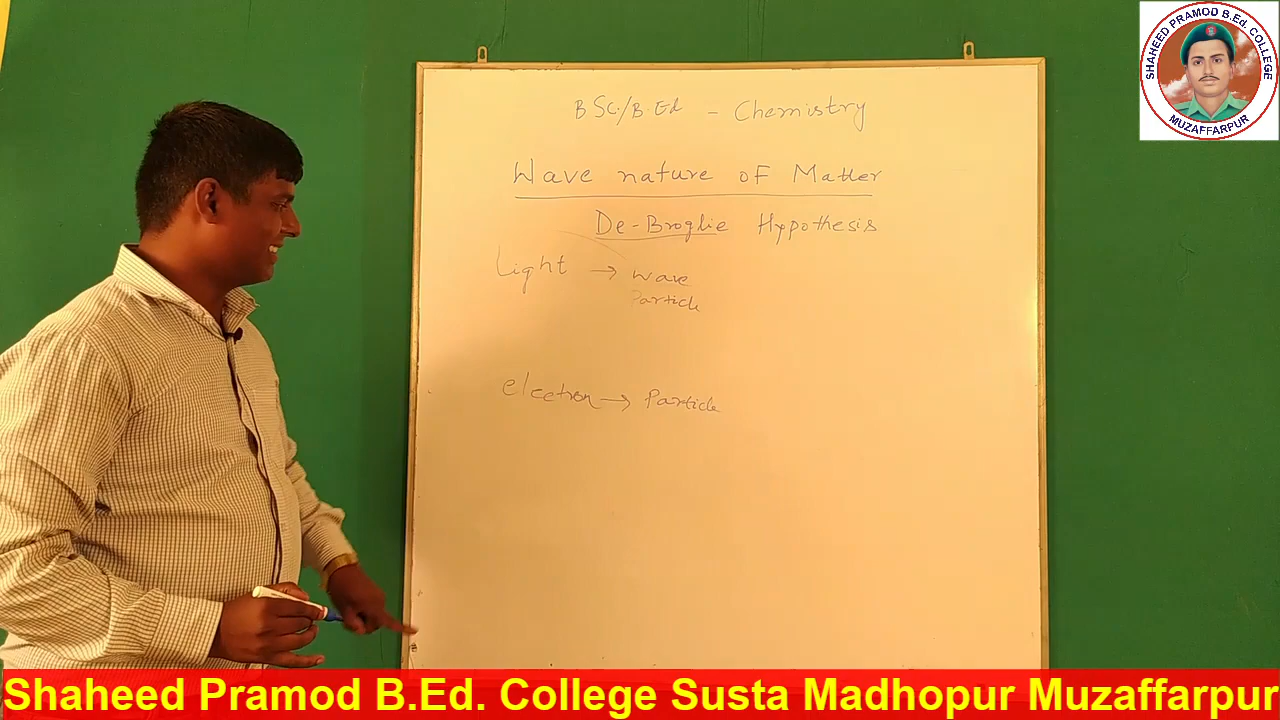 BSC./B.Ed - Chemistry
Wave nature of Matter
De-Broglie Hypothesis
Light → Wave
Particle
electron → Particle
SHAHEED PRAMOD B.Ed. COLLEGE
MUZAFFARPUR
Shaheed Pramod B.Ed. College Susta Madhopur Muzaffarpur